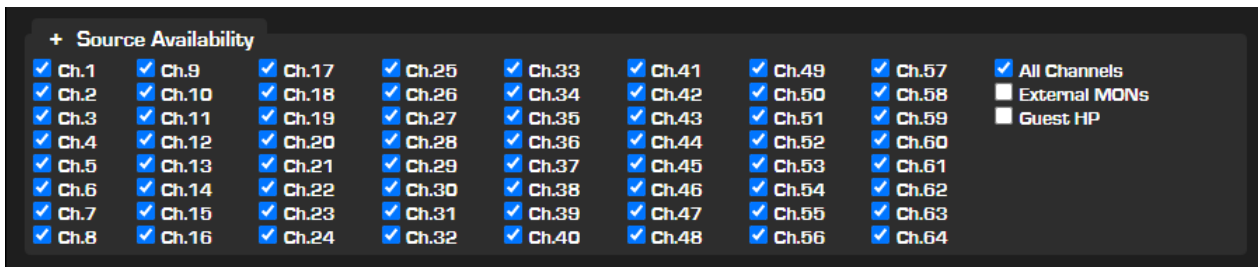 + Source Availability
Ch.1 Ch.9 Ch.17 Ch.25 Ch.33 Ch.41 Ch.49 Ch.57 All Channels
Ch.2 Ch.10 Ch.18 Ch.26 Ch.34 Ch.42 Ch.50 Ch.58 External MONs
Ch.3 Ch.11 Ch.19 Ch.27 Ch.35 Ch.43 Ch.51 Ch.59 Guest HP
Ch.4 Ch.12 Ch.20 Ch.28 Ch.36 Ch.44 Ch.52 Ch.60
Ch.5 Ch.13 Ch.21 Ch.29 Ch.37 Ch.45 Ch.53 Ch.61
Ch.6 Ch.14 Ch.22 Ch.30 Ch.38 Ch.46 Ch.54 Ch.62
Ch.7 Ch.15 Ch.23 Ch.31 Ch.39 Ch.47 Ch.55 Ch.63
Ch.8 Ch.16 Ch.24 Ch.32 Ch.40 Ch.48 Ch.56 Ch.64